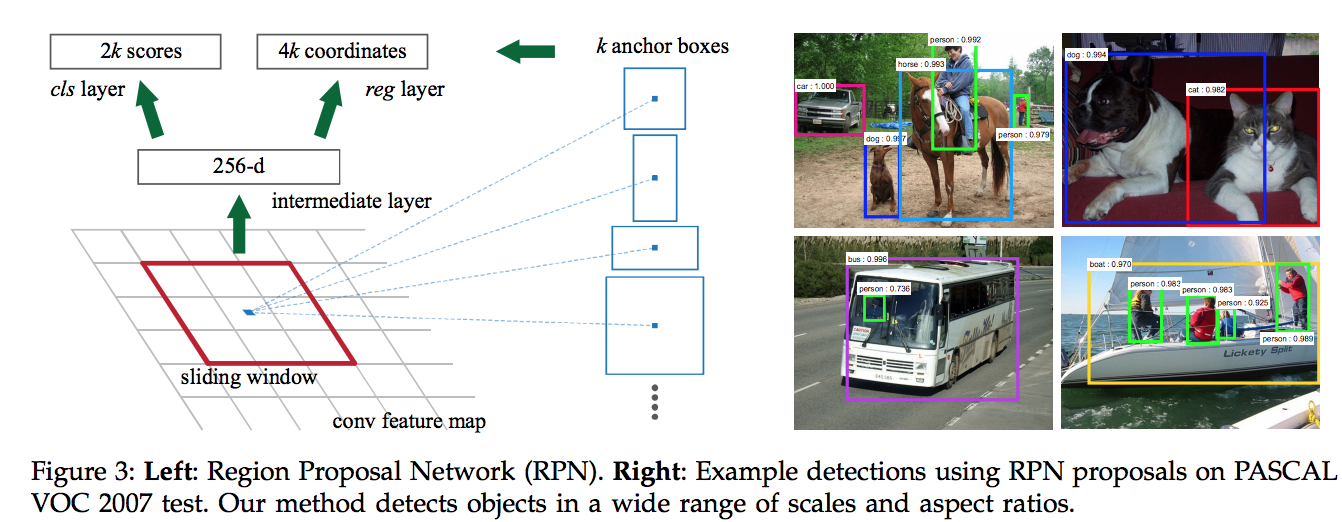 2k scores
4k coordinates
k anchor boxes
cls layer
reg layer
256-d
intermediate layer
sliding window
conv feature map
person : 0.992
horse : 0.993
car : 1.000
dog : 0.997
person : 0.979
dog : 0.994
cat : 0.982
bus : 0.996
person : 0.736
boat : 0.970
person : 0.983
person : 0.983
person : 0.925
person : 0.989
Lickety Split
Figure 3: Left: Region Proposal Network (RPN). Right: Example detections using RPN proposals on PASCAL
VOC 2007 test. Our method detects objects in a wide range of scales and aspect ratios.